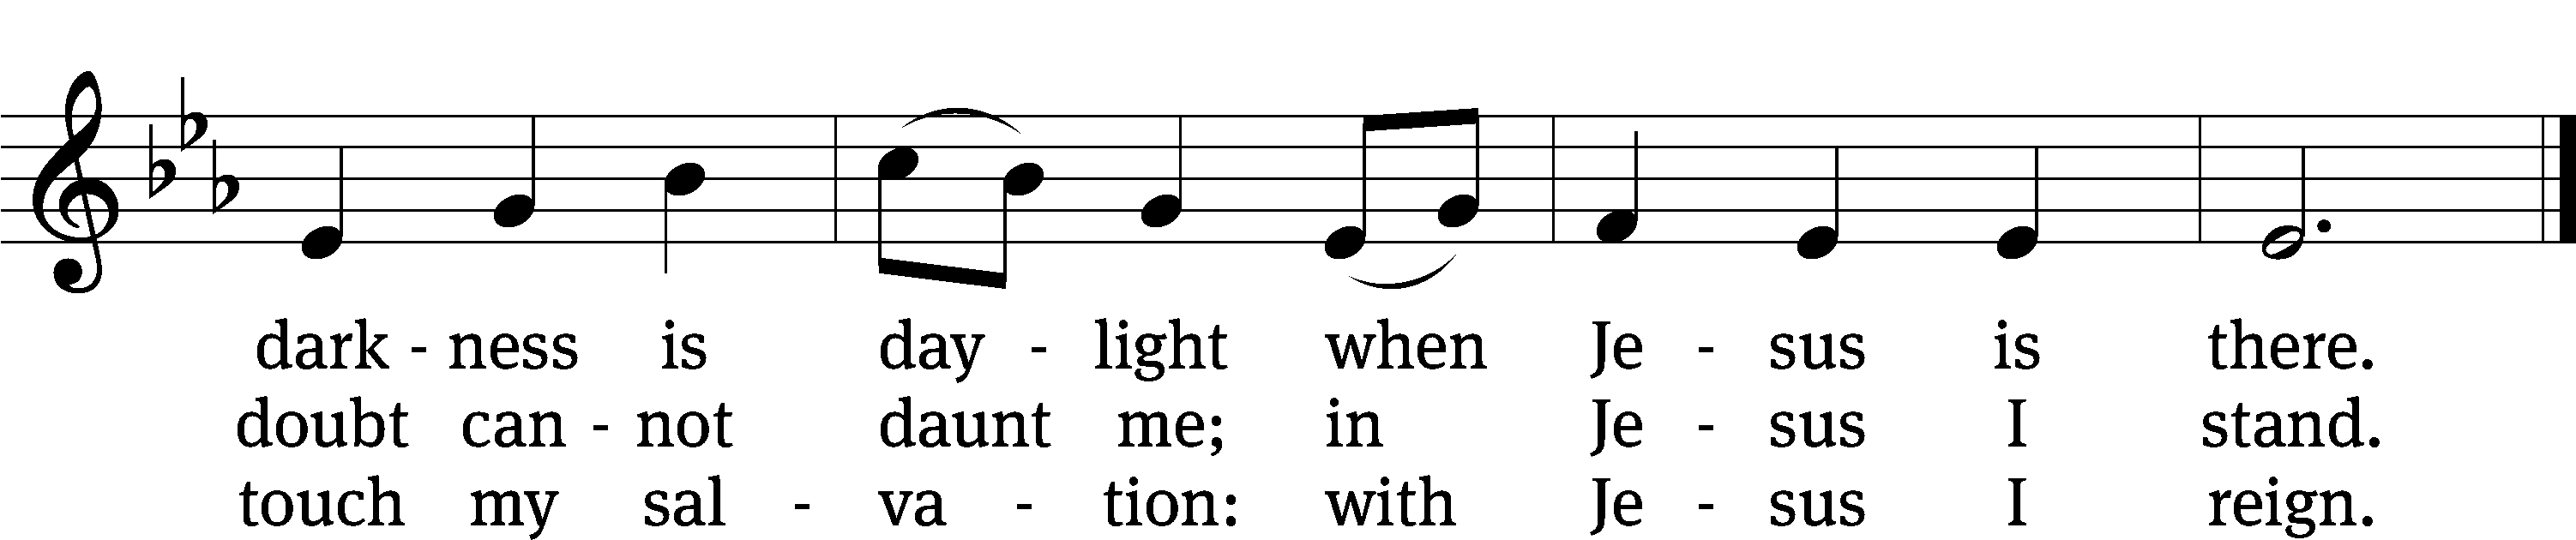 dark - ness is day - light when Je - sus is there.
doubt can - not daunt me; in Je - sus I stand.
touch my sal - va - tion: with Je - sus I reign.